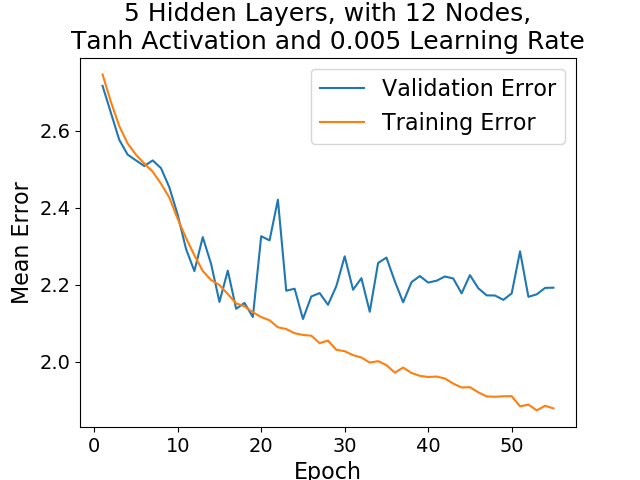 5 Hidden Layers, with 12 Nodes,
Tanh Activation and 0.005 Learning Rate
Validation Error
Training Error
2.6
2.4
2.2
2.0
Mean Error
0 10 20 30 40 50
Epoch